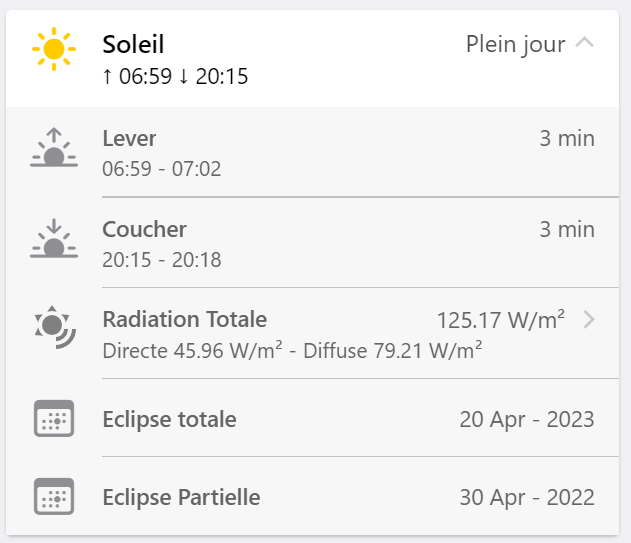 Soleil
Plein jour
↑ 06:59 ↓ 20:15
Lever
3 min
06:59 - 07:02
Coucher
3 min
20:15 - 20:18
Radiation Totale
125.17 W/m²
Directe 45.96 W/m² - Diffuse 79.21 W/m²
Eclipse totale
20 Apr - 2023
Eclipse Partielle
30 Apr - 2022